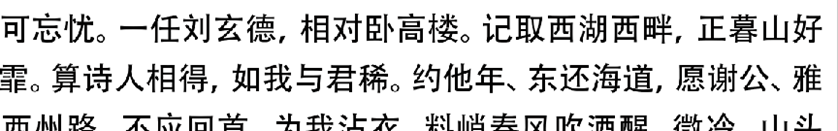 可忘忧。一任刘玄德，相对卧高楼。记取西湖西畔，正暮山好
霏。算诗人相得，如我与君稀。约他年、东还海道，愿谢公、雅
西州路，不应回首，为我沾衣。料峭春风吹酒醒，微冷，山头